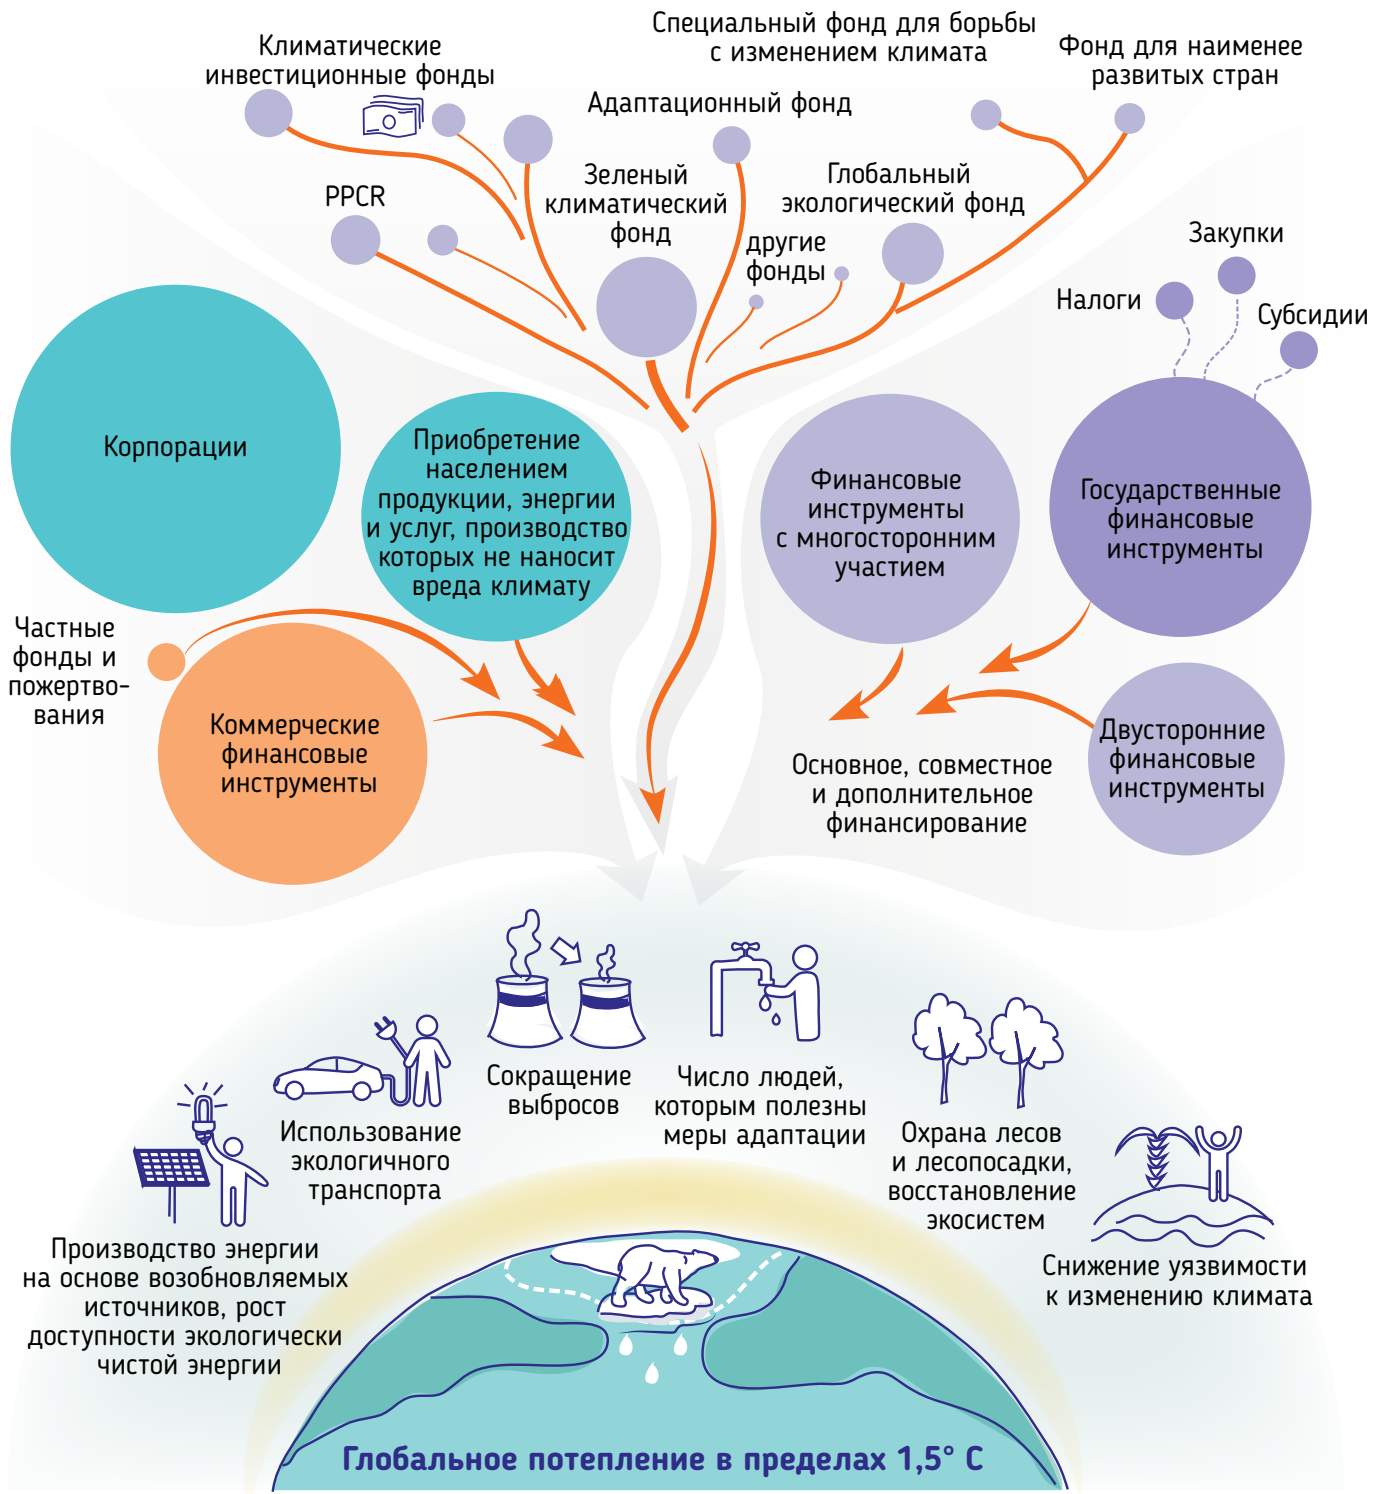 Климатические
инвестиционные фонды
Специальный фонд для борьбы
с изменением климата
Фонд для наименее
развитых стран
Адаптационный фонд
PPCR
Зеленый
климатический
фонд
Глобальный
экологический фонд
другие
фонды
Закупки
Налоги
Субсидии
Корпорации
Приобретение
населением
продукции, энергии
и услуг, производство
которых не наносит
вреда климату
Финансовые
инструменты
с многосторонним
участием
Государственные
финансовые
инструменты
Частные
фонды и
пожертво-
вания
Коммерческие
финансовые
инструменты
Основное, совместное
и дополнительное
финансирование
Двусторонние
финансовые
инструменты
Сокращение
выбросов
Число людей,
которым полезны
меры адаптации
Использование
экологичного
транспорта
Охрана лесов
и лесопосадки,
восстановление
экосистем
Производство энергии
на основе возобновляемых
источников, рост
доступности экологически
чистой энергии
Снижение уязвимости
к изменению климата
Глобальное потепление в пределах 1,5° C